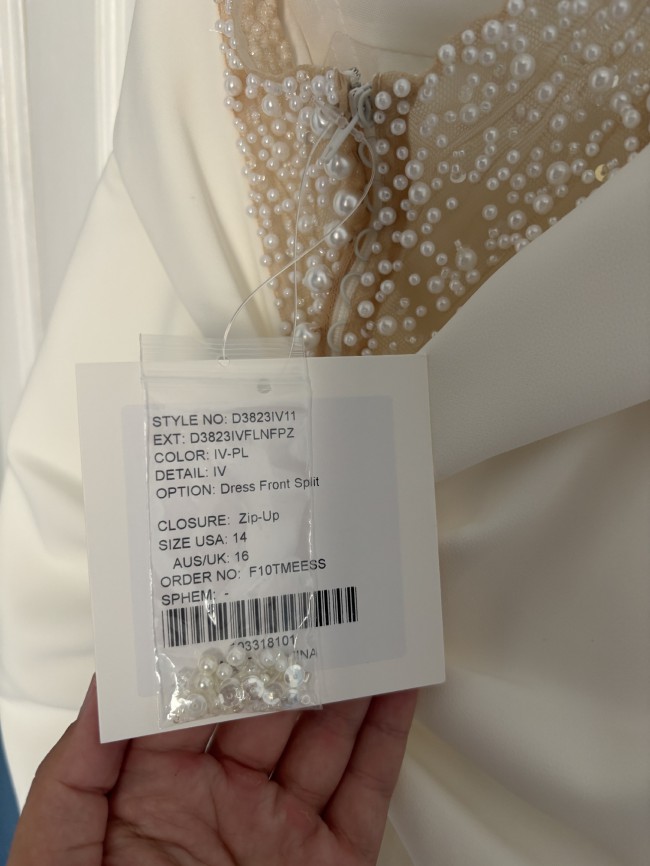 STYLE NO: D3823IV11
EXT: D3823IVFLNFPZ
COLOR: IV-PL
DETAIL: IV
OPTION: Dress Front Split
CLOSURE: Zip-Up
SIZE USA: 14
AUS/UK: 16
ORDER NO: F10TMEESS
SPHEM: -